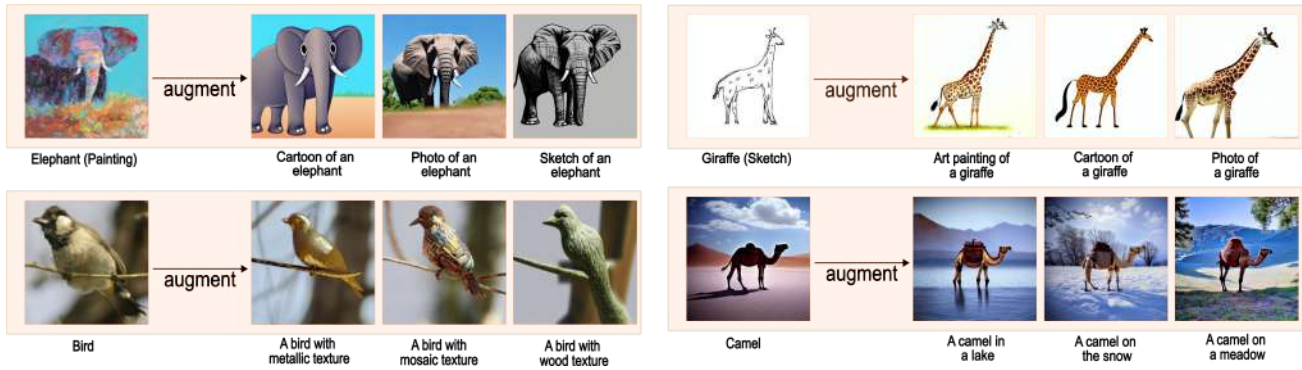 augment
Elephant (Painting)
Cartoon of an
elephant
Photo of an
elephant
Sketch of an
elephant
augment
Giraffe (Sketch)
Art painting of
a giraffe
Cartoon of
a giraffe
Photo of
a giraffe
augment
Bird
A bird with
metallic texture
A bird with
mosaic texture
A bird with
wood texture
augment
Camel
A camel in
a lake
A camel on
the snow
A camel on
a meadow